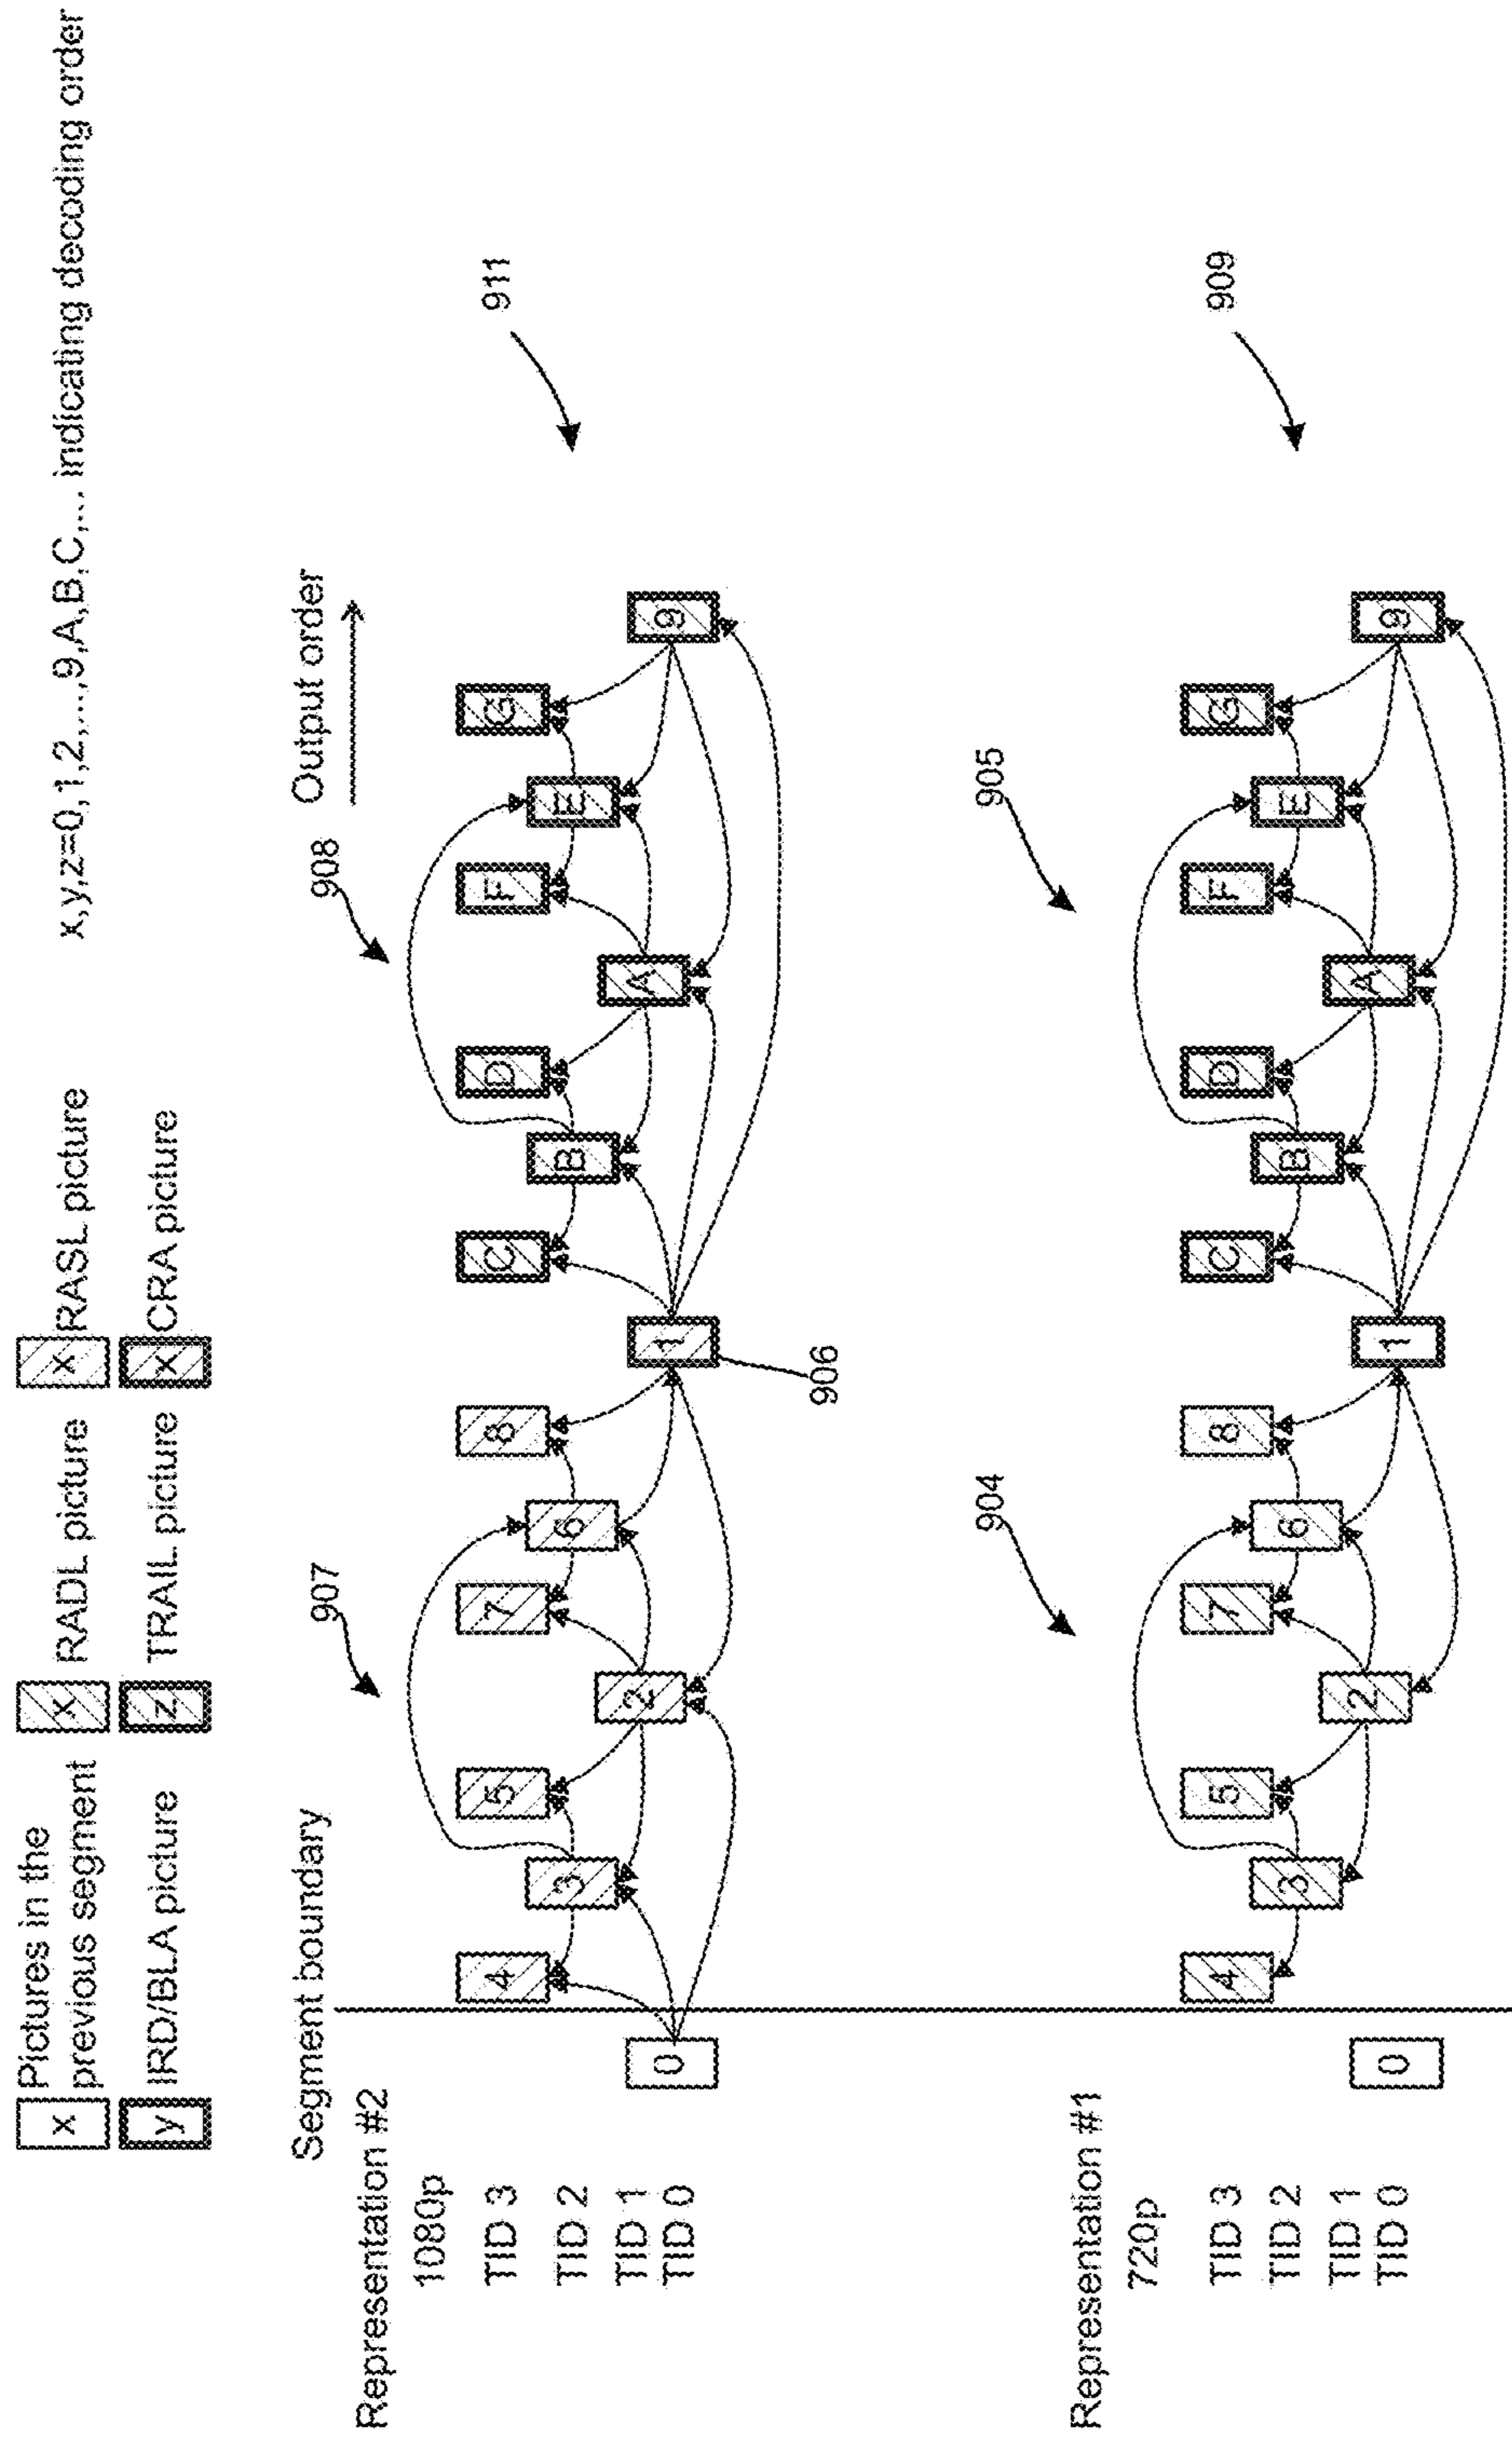 x Pictures in the previous segment
x RADL picture
x RASL picture
x,y,z=0,1,2,...,9,A,B,C,... indicating decoding order
y IRD/BLA picture
z TRAIL picture
x CRA picture
Segment boundary
Output order
Representation #2
1080p
907
908
911
TID 3
4 5 7 8 C D F G
TID 2
3 6 B E
TID 1
2 A
TID 0
0 1 9
906
Representation #1
720p
904
905
909
TID 3
4 5 7 8 C D F G
TID 2
3 6 B E
TID 1
2 A
TID 0
0 1 9